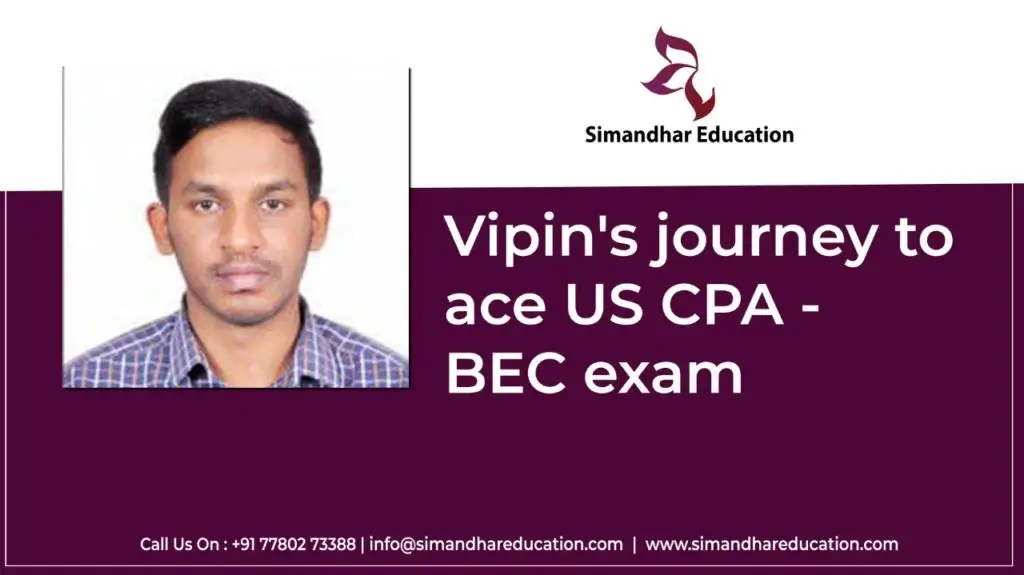 Simandhar Education
Vipin's journey to
ace US CPA -
BEC exam
Call Us On : +91 77802 73388 | info@simandhareducation.com | www.simandhareducation.com